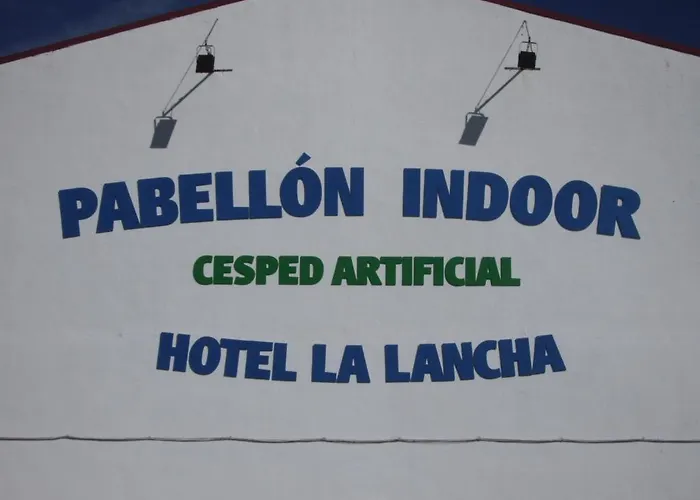 PABELLÓN INDOOR
CESPED ARTIFICIAL
HOTEL LA LANCHA